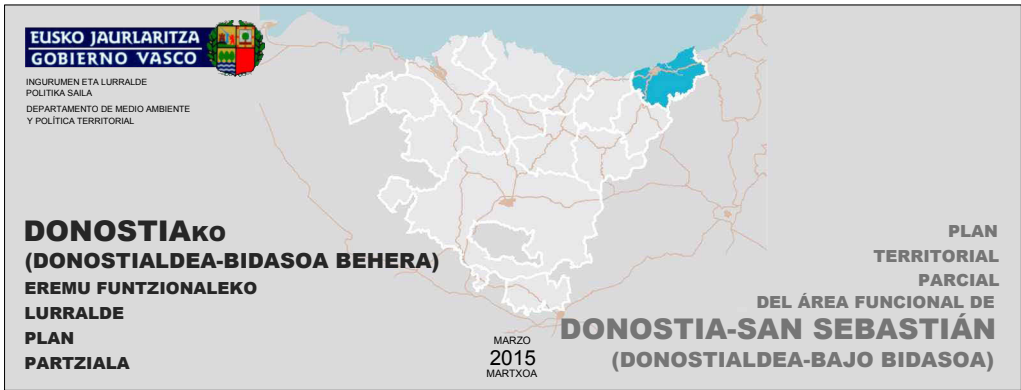 EUSKO JAURLARITZA
GOBIERNO VASCO
INGURUMEN ETA LURRALDE
POLITIKA SAILA
DEPARTAMENTO DE MEDIO AMBIENTE
Y POLÍTICA TERRITORIAL
DONOSTIAKO
(DONOSTIALDEA-BIDASOA BEHERA)
EREMU FUNTZIONALEKO
LURRALDE
PLAN
PARTZIALA
MARZO
2015
MARTXOA
PLAN
TERRITORIAL
PARCIAL
DEL ÁREA FUNCIONAL DE
DONOSTIA-SAN SEBASTIÁN
(DONOSTIALDEA-BAJO BIDASOA)